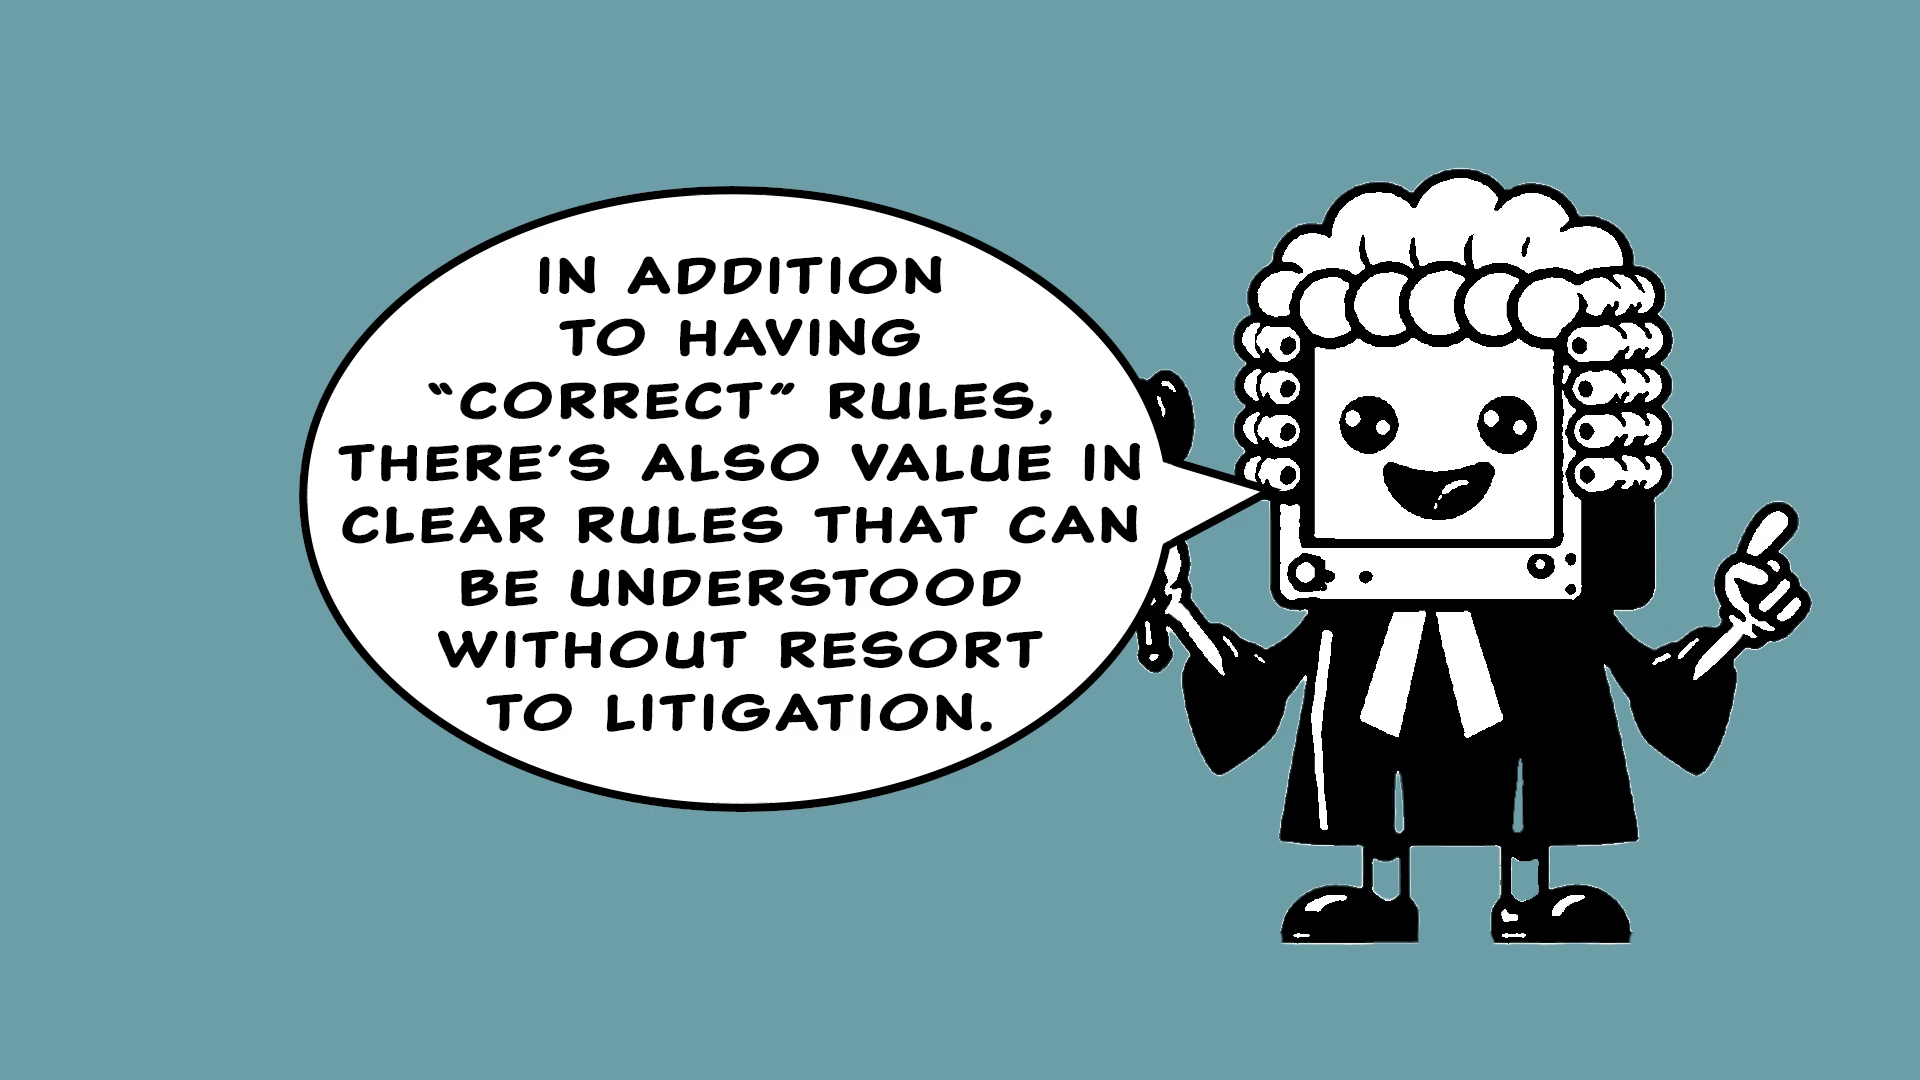 IN ADDITION
TO HAVING
“CORRECT” RULES,
THERE’S ALSO VALUE IN
CLEAR RULES THAT CAN
BE UNDERSTOOD
WITHOUT RESORT
TO LITIGATION.